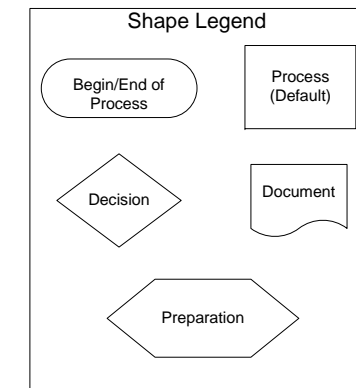 Shape Legend
Begin/End of
Process
Process
(Default)
Decision
Document
Preparation